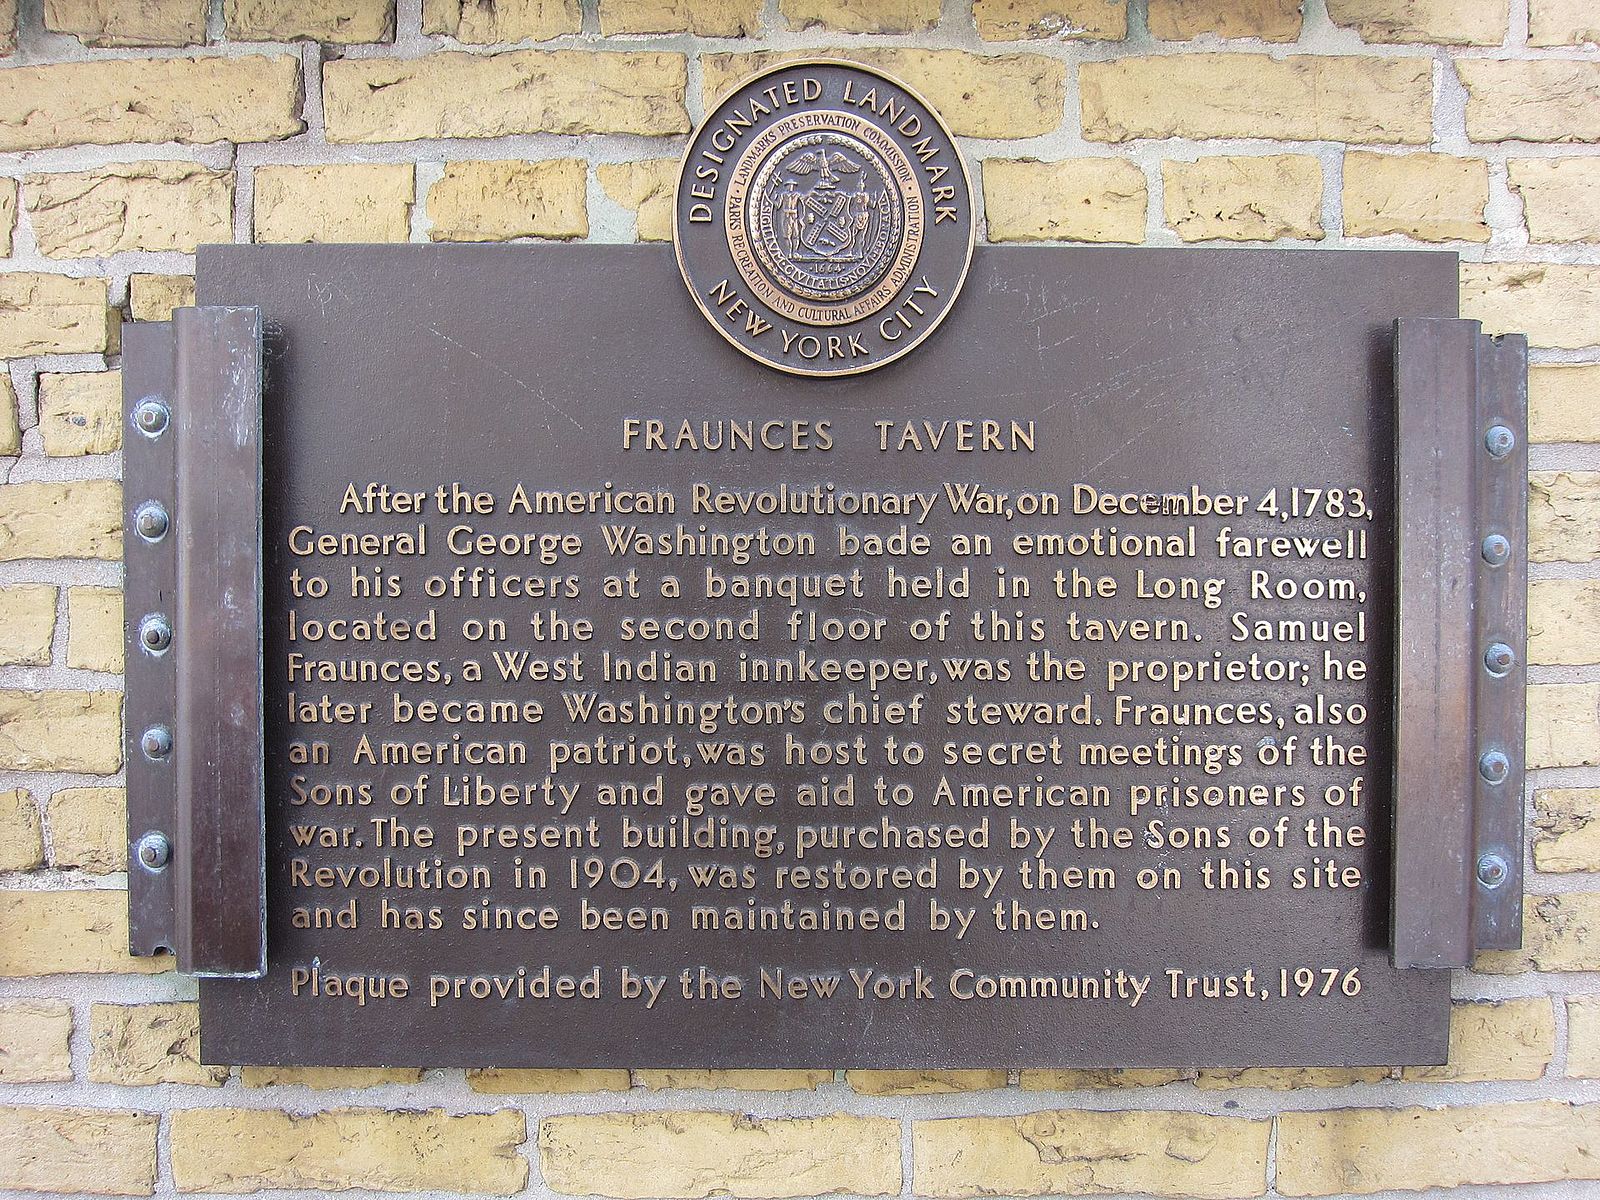 DESIGNATED LANDMARK
LANDMARKS PRESERVATION COMMISSION
PARKS RECREATION AND CULTURAL AFFAIRS ADMINISTRATION
1664
NEW YORK CITY
FRAUNCES TAVERN
After the American Revolutionary War, on December 4, 1783,
General George Washington bade an emotional farewell
to his officers at a banquet held in the Long Room,
located on the second floor of this tavern. Samuel
Fraunces, a West Indian innkeeper, was the proprietor; he
later became Washington's chief steward. Fraunces, also
an American patriot, was host to secret meetings of the
Sons of Liberty and gave aid to American prisoners of
war. The present building, purchased by the Sons of the
Revolution in 1904, was restored by them on this site
and has since been maintained by them.
Plaque provided by the New York Community Trust, 1976